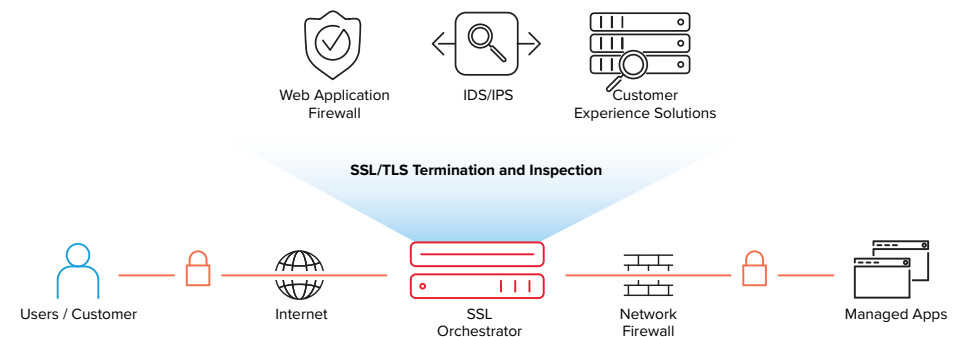 Web Application
Firewall
IDS/IPS
Customer
Experience Solutions
SSL/TLS Termination and Inspection
Users / Customer
Internet
SSL
Orchestrator
Network
Firewall
Managed Apps